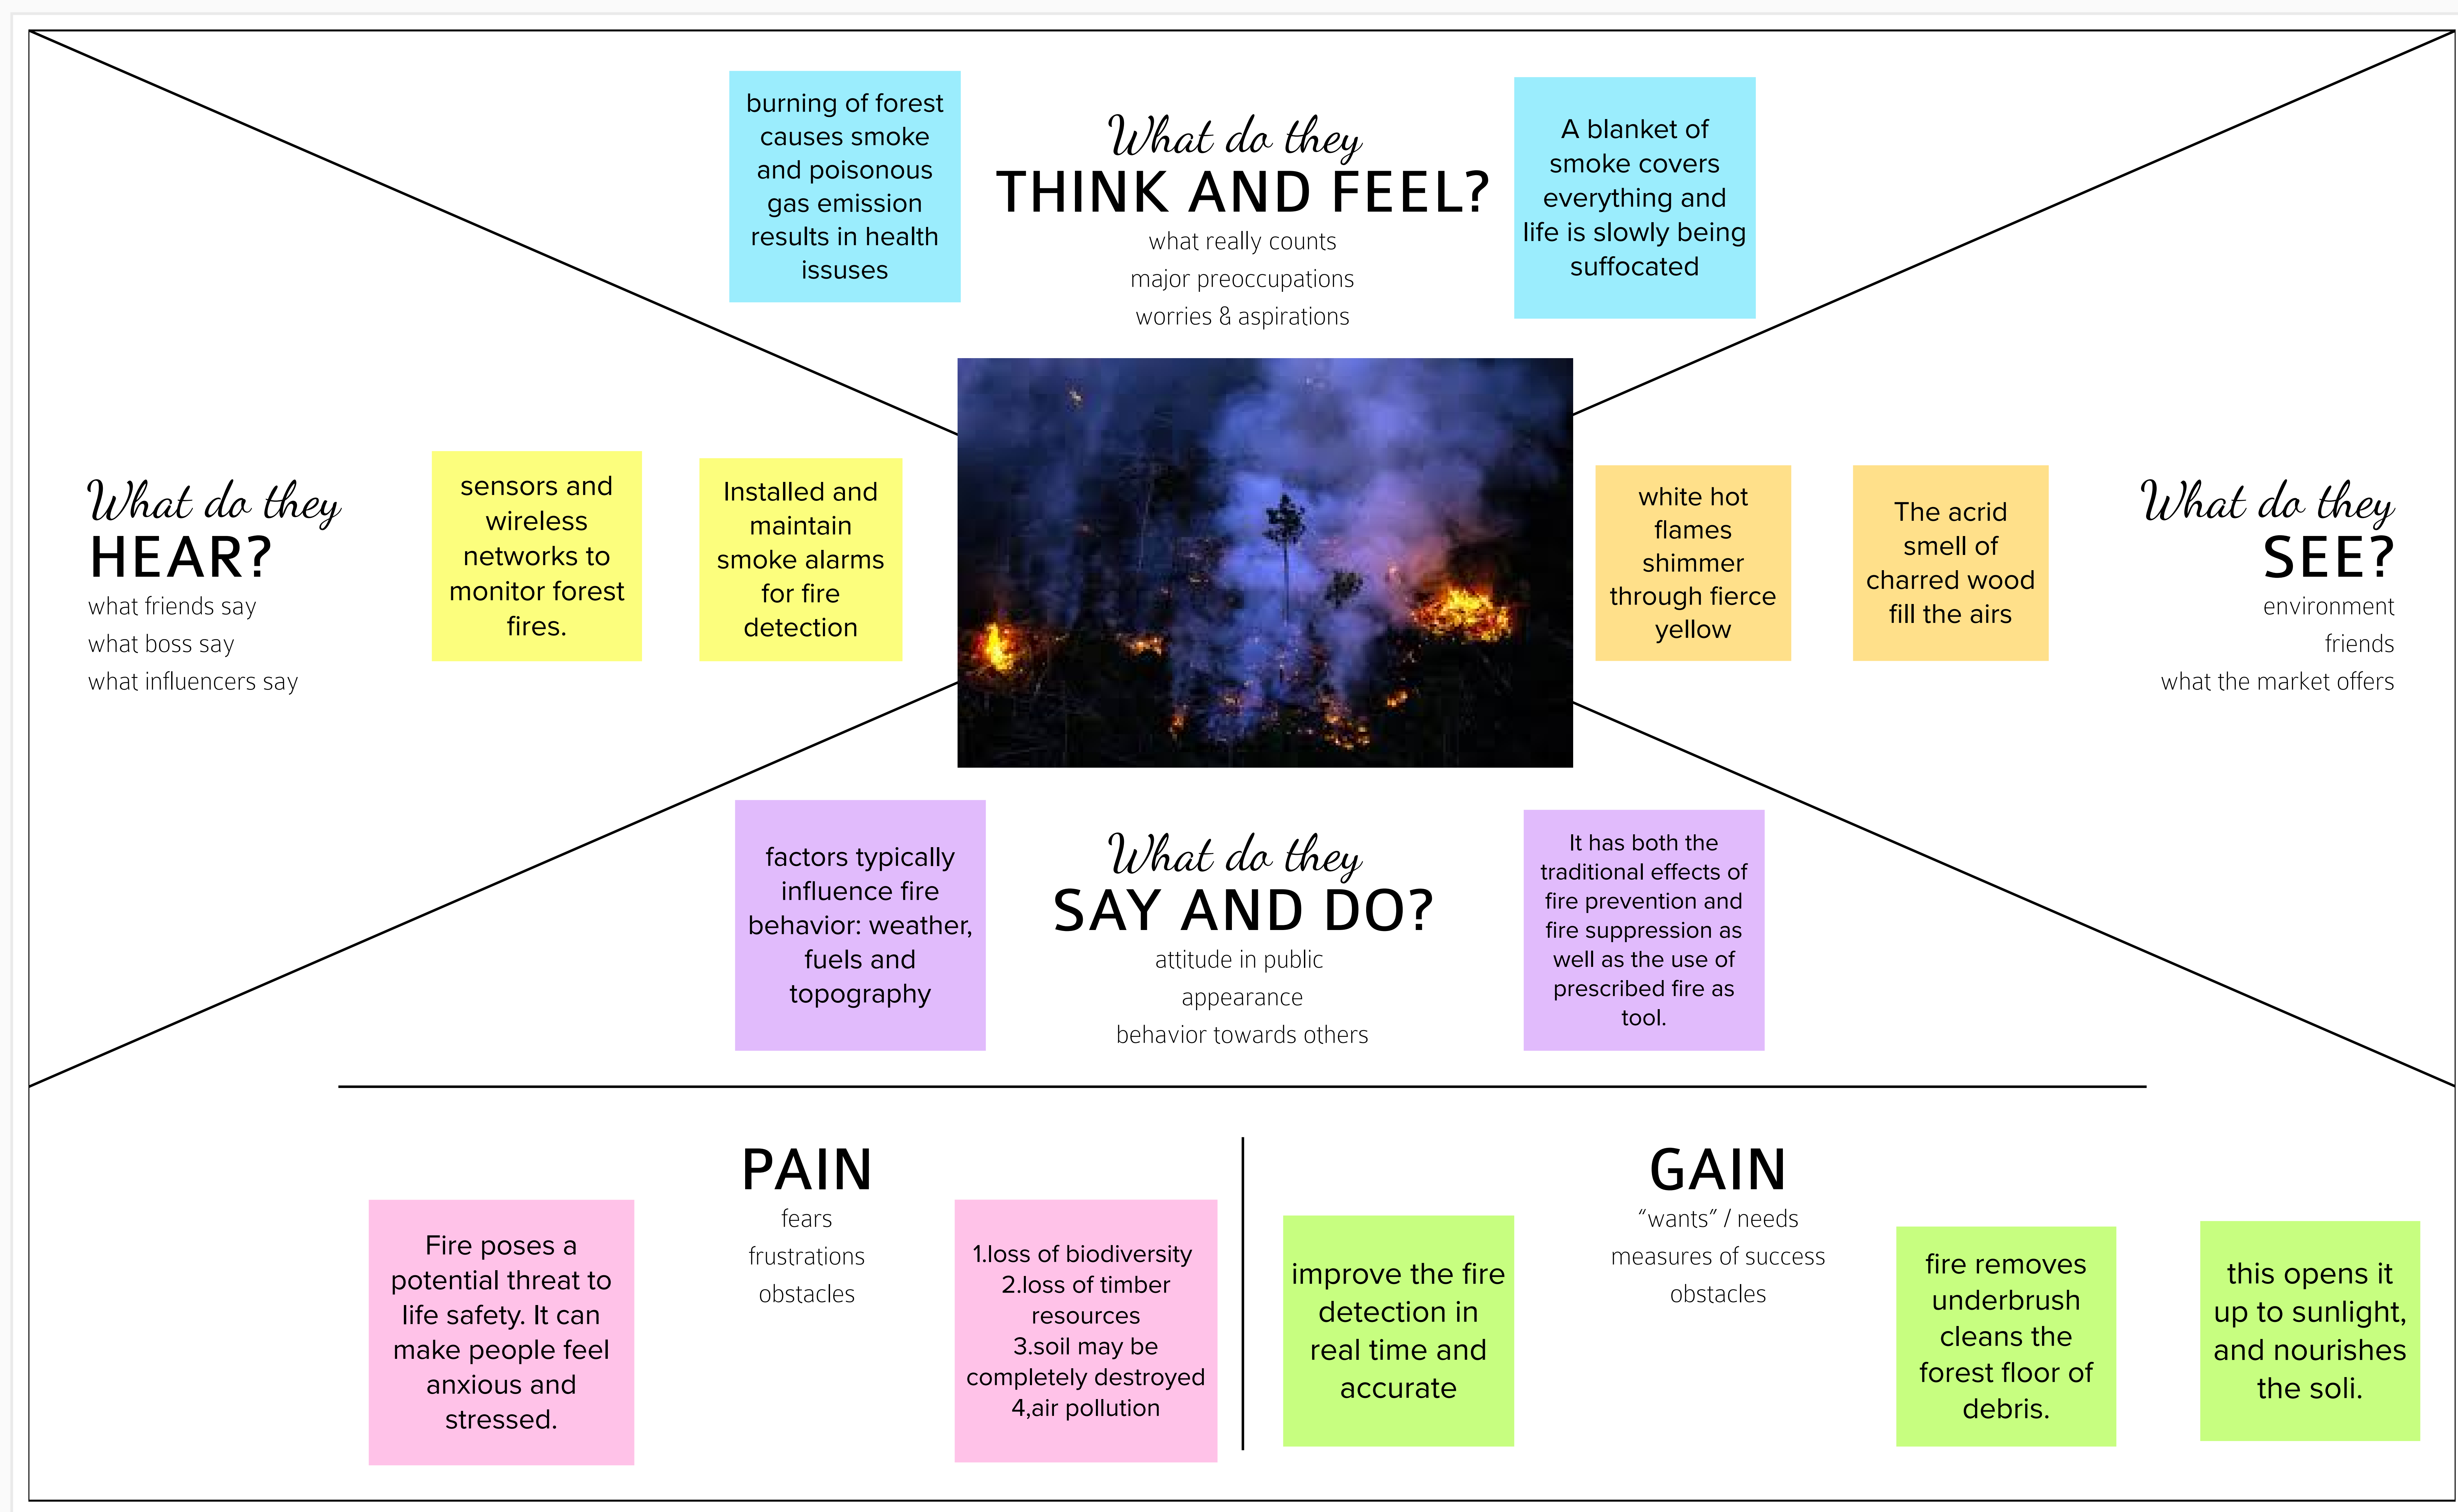 burning of forest
causes smoke
and poisonous
gas emission
results in health
issuses
What do they
THINK AND FEEL?
what really counts
major preoccupations
worries & aspirations
A blanket of
smoke covers
everything and
life is slowly being
suffocated
What do they
HEAR?
what friends say
what boss say
what influencers say
sensors and
wireless
networks to
monitor forest
fires.
Installed and
maintain
smoke alarms
for fire
detection
white hot
flames
shimmer
through fierce
yellow
The acrid
smell of
charred wood
fill the airs
What do they
SEE?
environment
friends
what the market offers
factors typically
influence fire
behavior: weather,
fuels and
topography
What do they
SAY AND DO?
attitude in public
appearance
behavior towards others
It has both the
traditional effects of
fire prevention and
fire suppression as
well as the use of
prescribed fire as
tool.
PAIN
fears
frustrations
obstacles
Fire poses a
potential threat to
life safety. It can
make people feel
anxious and
stressed.
1.loss of biodiversity
2.loss of timber
resources
3.soil may be
completely destroyed
4,air pollution
GAIN
“wants” / needs
measures of success
obstacles
improve the fire
detection in
real time and
accurate
fire removes
underbrush
cleans the
forest floor of
debris.
this opens it
up to sunlight,
and nourishes
the soli.